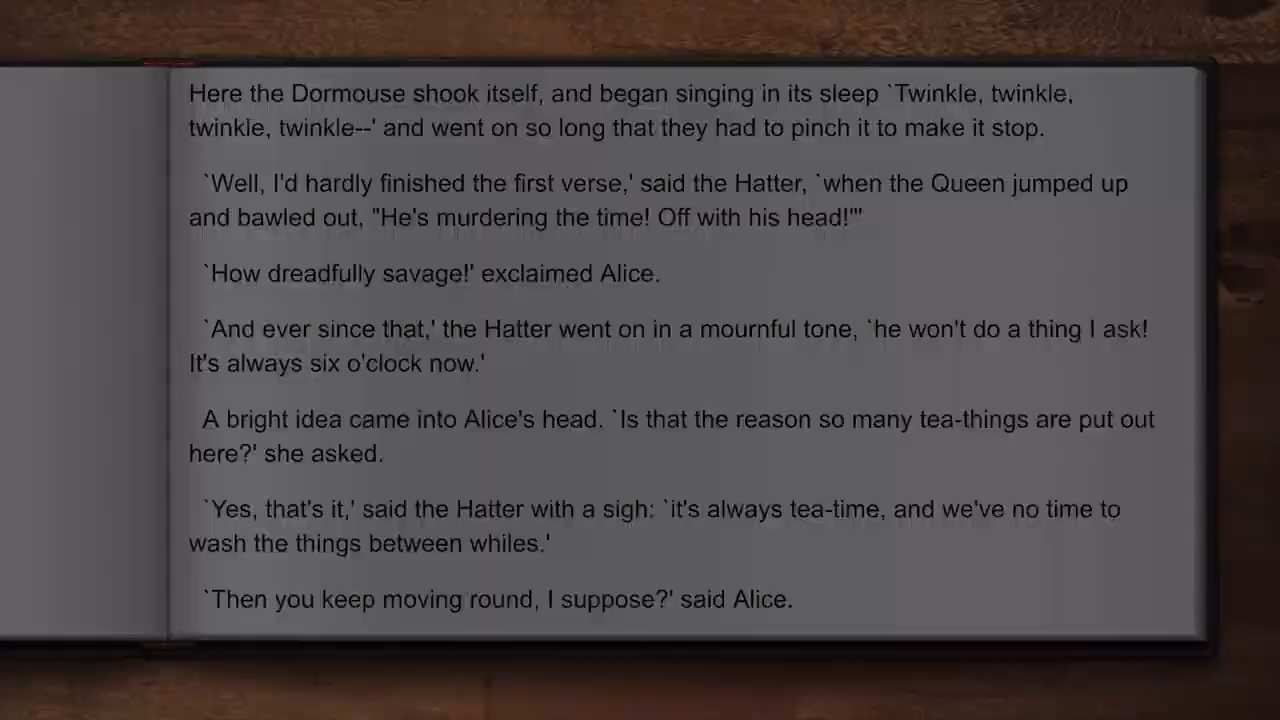 Here the Dormouse shook itself, and began singing in its sleep `Twinkle, twinkle,
twinkle, twinkle--' and went on so long that they had to pinch it to make it stop.
`Well, I'd hardly finished the first verse,' said the Hatter, `when the Queen jumped up
and bawled out, "He's murdering the time! Off with his head!"'
`How dreadfully savage!' exclaimed Alice.
`And ever since that,' the Hatter went on in a mournful tone, `he won't do a thing I ask!
It's always six o'clock now.'
A bright idea came into Alice's head. `Is that the reason so many tea-things are put out
here?' she asked.
`Yes, that's it,' said the Hatter with a sigh: `it's always tea-time, and we've no time to
wash the things between whiles.'
`Then you keep moving round, I suppose?' said Alice.